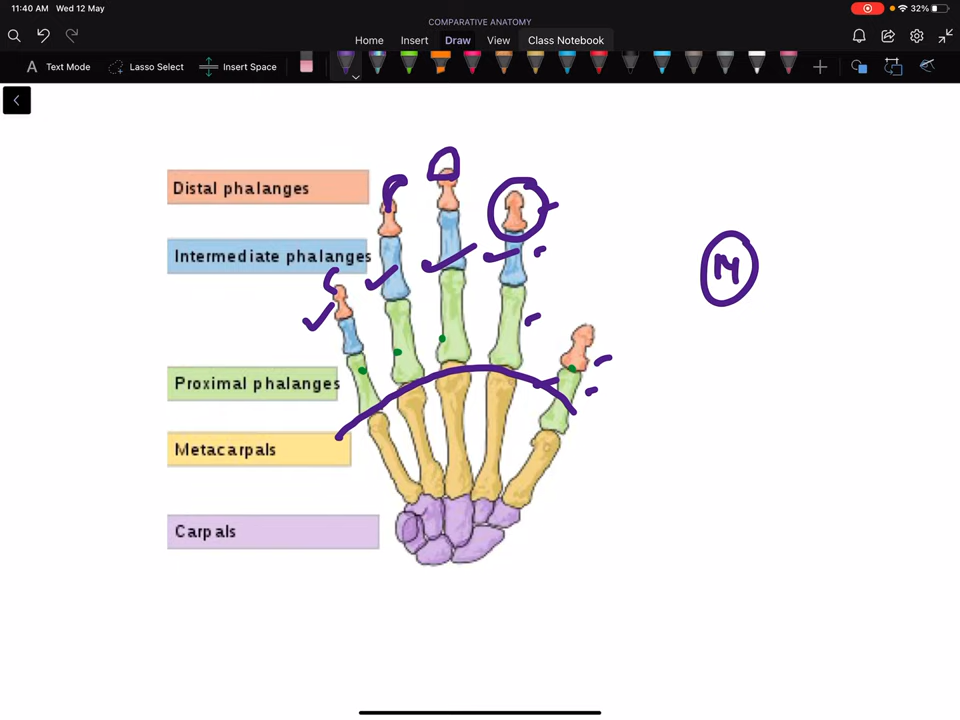 11:40 AM Wed 12 May
32%
COMPARATIVE ANATOMY
Home Insert Draw View Class Notebook
A Text Mode Lasso Select Insert Space
Distal phalanges
Intermediate phalanges
14
Proximal phalanges
Metacarpals
Carpals